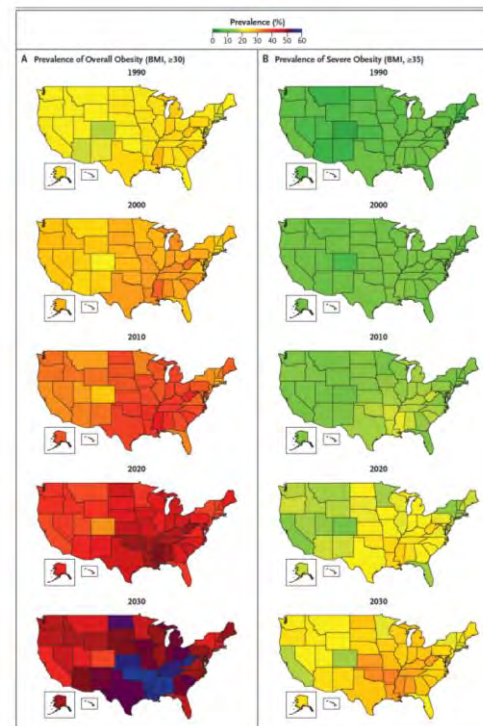 Prevalence (%)
0 10 20 30 40 50 60
A Prevalence of Overall Obesity (BMI, ≥30)
1990
2000
2010
2020
2030
B Prevalence of Severe Obesity (BMI, ≥35)
1990
2000
2010
2020
2030